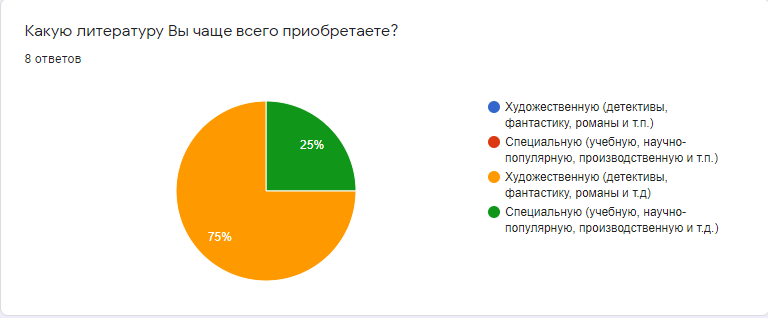 Какую литературу Вы чаще всего приобретаете?
8 ответов
25%
75%
Художественную (детективы,
фантастику, романы и т.п.)
Специальную (учебную, научно-
популярную, производственную и т.п.)
Художественную (детективы,
фантастику, романы и т.д)
Специальную (учебную, научно-
популярную, производственную и т.д.)